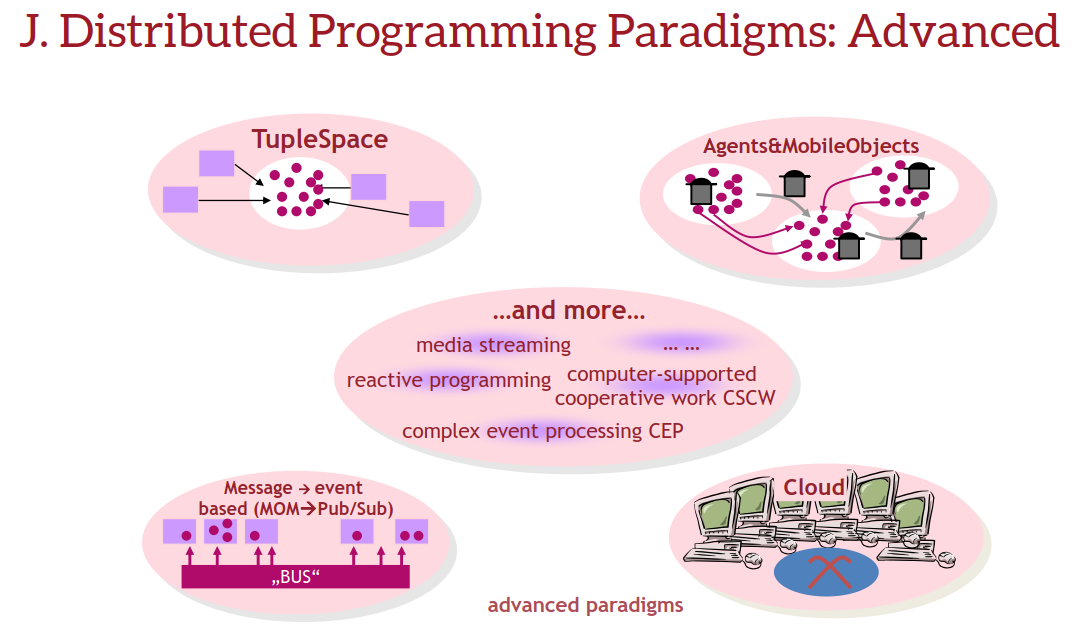 J. Distributed Programming Paradigms: Advanced
TupleSpace
Agents&MobileObjects
...and more...
media streaming
... ...
reactive programming
computer-supported
cooperative work CSCW
complex event processing CEP
Message → event
based (MOM→Pub/Sub)
„BUS“
Cloud
advanced paradigms